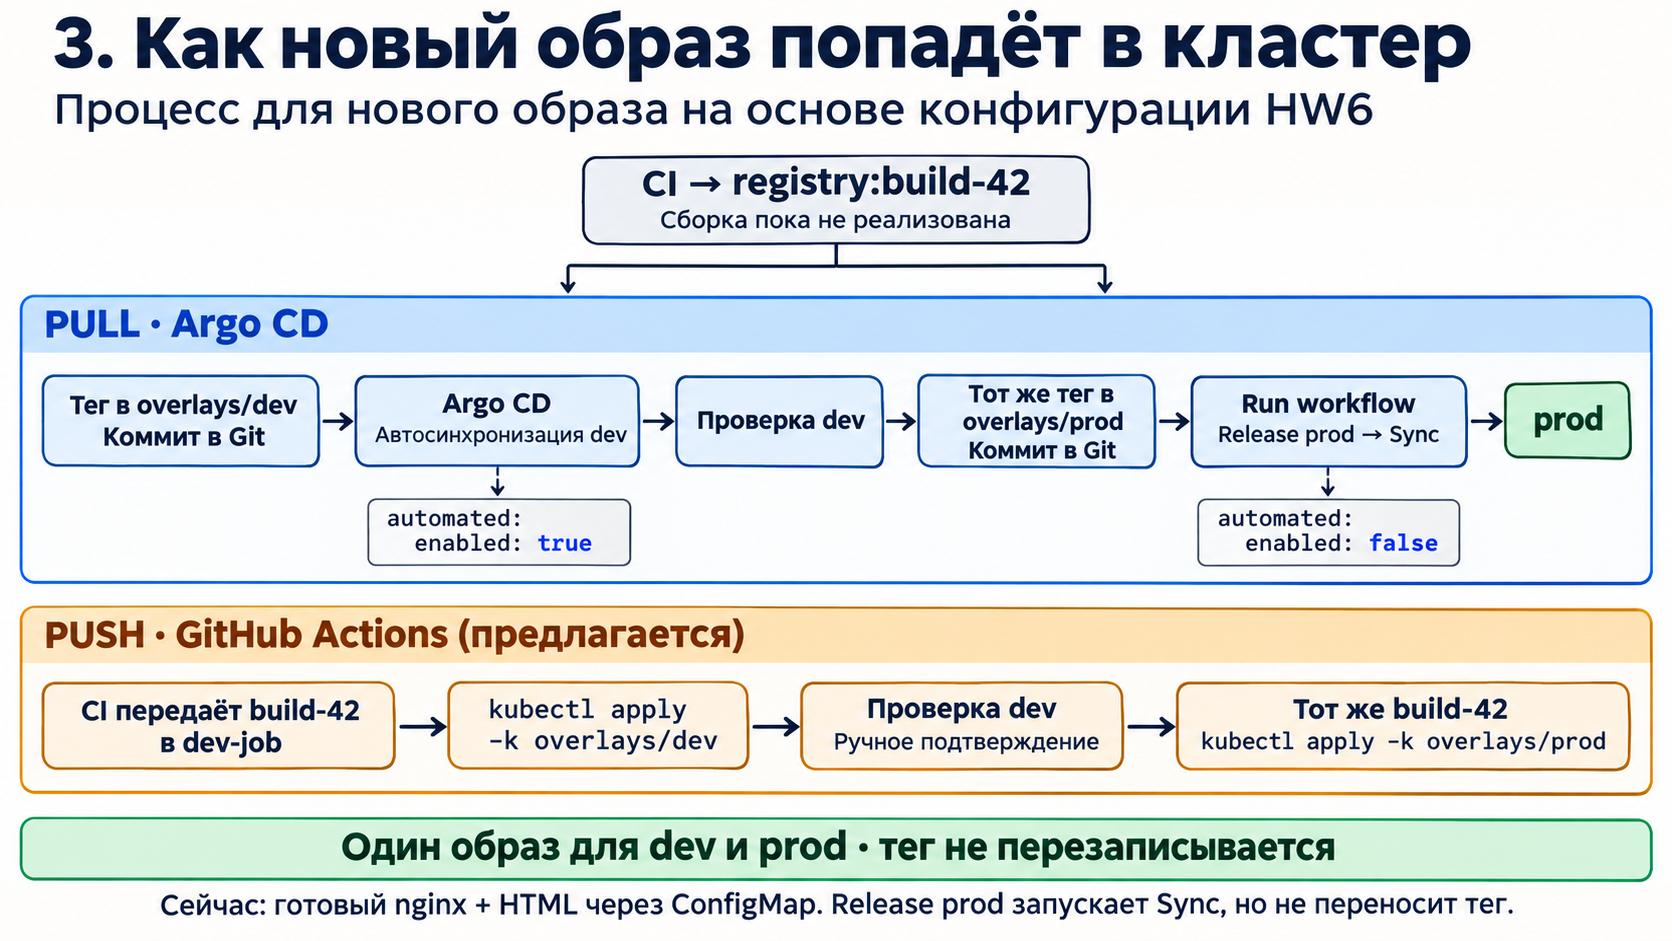 3. Как новый образ попадёт в кластер
Процесс для нового образа на основе конфигурации HW6
CI → registry:build-42
Сборка пока не реализована
PULL · Argo CD
Тег в overlays/dev
Коммит в Git
Argo CD
Автосинхронизация dev
Проверка dev
Тот же тег в
overlays/prod
Коммит в Git
Run workflow
Release prod → Sync
prod
automated:
enabled: true
automated:
enabled: false
PUSH · GitHub Actions (предлагается)
CI передаёт build-42
в dev-job
kubectl apply
-k overlays/dev
Проверка dev
Ручное подтверждение
Тот же build-42
kubectl apply -k overlays/prod
Один образ для dev и prod · тег не перезаписывается
Сейчас: готовый nginx + HTML через ConfigMap. Release prod запускает Sync, но не переносит тег.